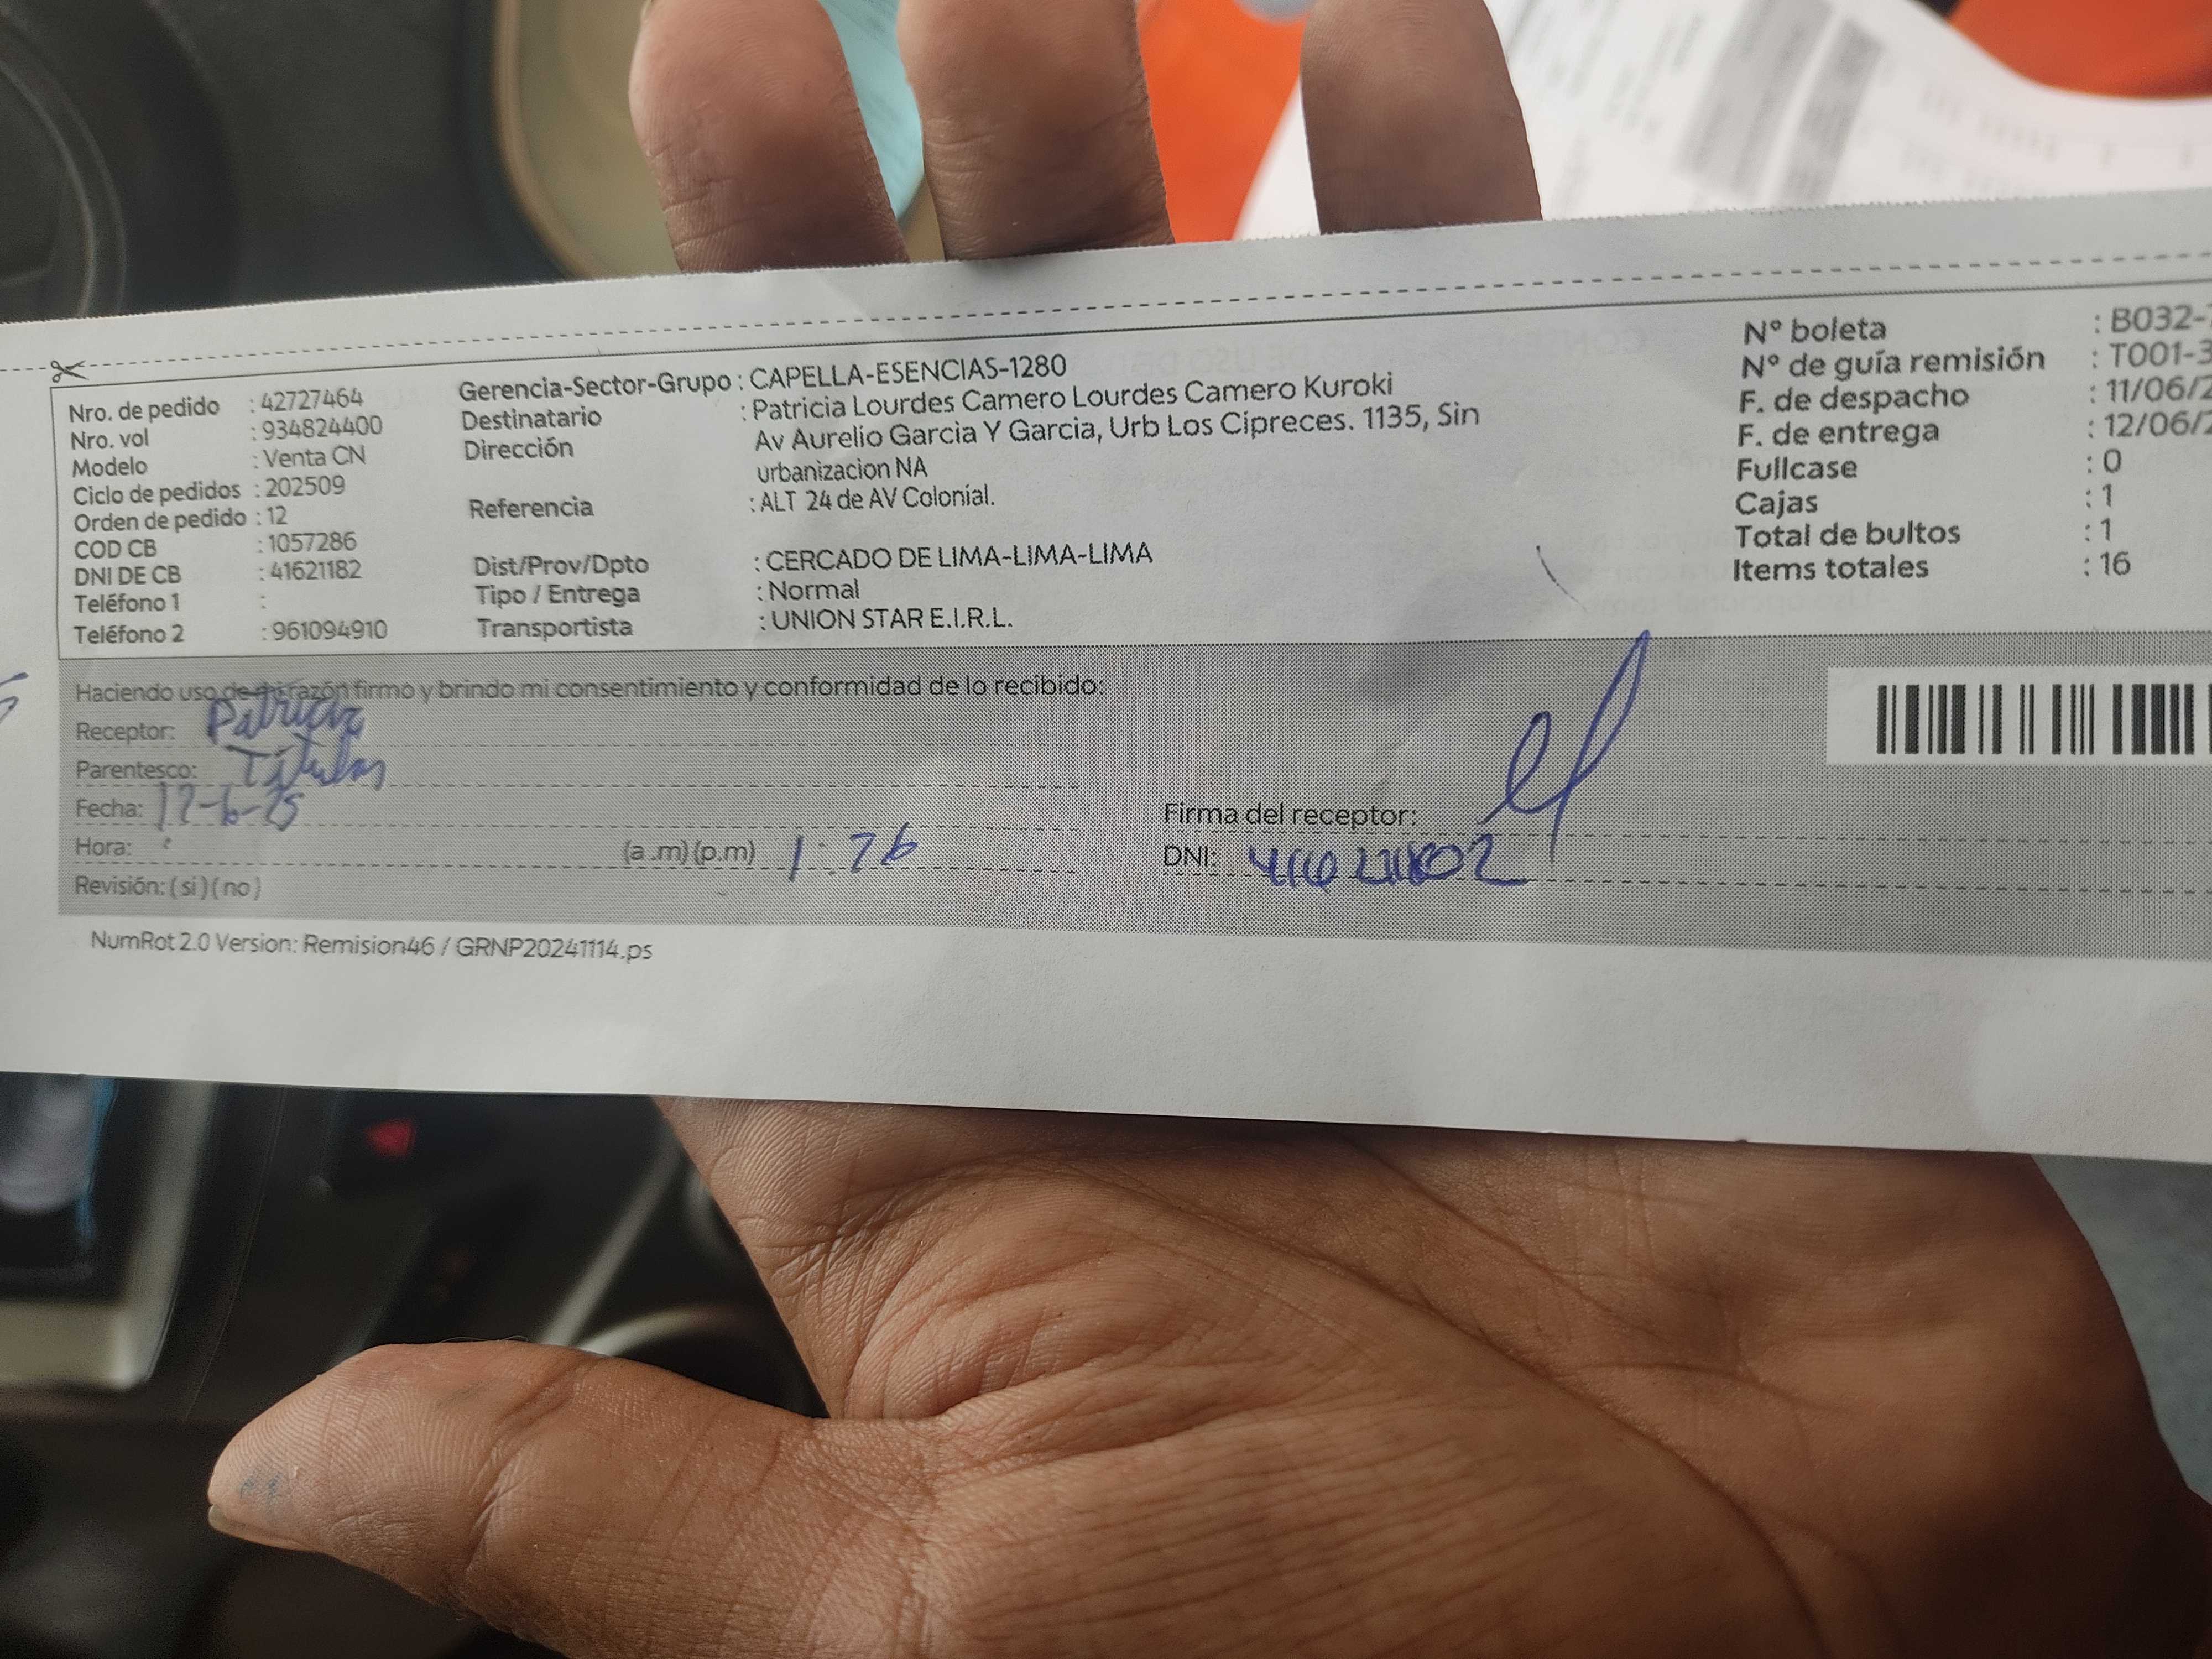 Nro. de pedido : 42727464
Nro. vol : 934824400
Modelo : Venta CN
Ciclo de pedidos : 202509
Orden de pedido : 12
COD CB : 1057286
DNI DE CB : 41621182
Teléfono 1 :
Teléfono 2 : 961094910
Gerencia-Sector-Grupo : CAPELLA-ESENCIAS-1280
Destinatario : Patricia Lourdes Camero Lourdes Camero Kuroki
Dirección Av Aurelio Garcia Y Garcia, Urb Los Cipreces. 1135, Sin
urbanizacion NA
Referencia : ALT 24 de AV Colonial.
Dist/Prov/Dpto : CERCADO DE LIMA-LIMA-LIMA
Tipo / Entrega : Normal
Transportista : UNION STAR E.I.R.L.
N° boleta : B032-
N° de guía remisión : T001-3
F. de despacho : 11/06/2
F. de entrega : 12/06/2
Fullcase : 0
Cajas : 1
Total de bultos : 1
Items totales : 16
Haciendo uso de mi razón firmo y brindo mi consentimiento y conformidad de lo recibido:
Receptor: Patricia
Parentesco: Titular
Fecha: 12-6-25
Hora: (a .m) (p.m) 1:26
Revisión: ( si ) ( no )
Firma del receptor:
DNI:
NumRot 2.0 Version: Remision46 / GRNP20241114.ps